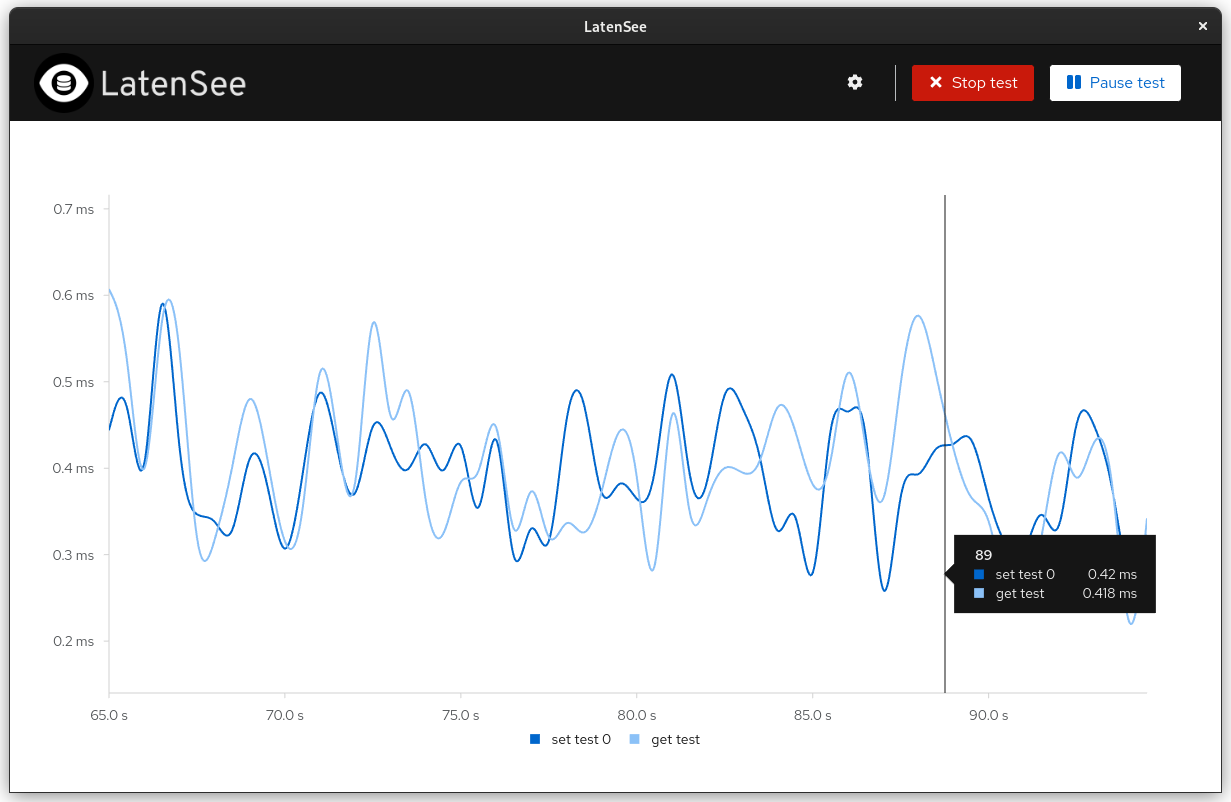 LatenSee
LatenSee
Stop test
Pause test
0.7 ms
0.6 ms
0.5 ms
0.4 ms
0.3 ms
0.2 ms
89
set test 0 0.42 ms
get test 0.418 ms
65.0 s 70.0 s 75.0 s 80.0 s 85.0 s 90.0 s
set test 0 get test